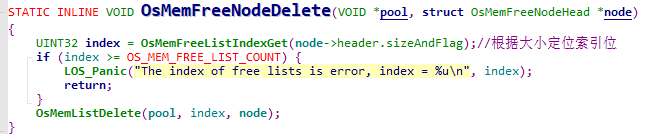 STATIC INLINE VOID OsMemFreeNodeDelete(VOID *pool, struct OsMemFreeNodeHead *node)
{
    UINT32 index = OsMemFreeListIndexGet(node->header.sizeAndFlag);//根据大小定位索引位
    if (index >= OS_MEM_FREE_LIST_COUNT) {
        LOS_Panic("The index of free lists is error, index = %u\n", index);
        return;
    }
    OsMemListDelete(pool, index, node);
}